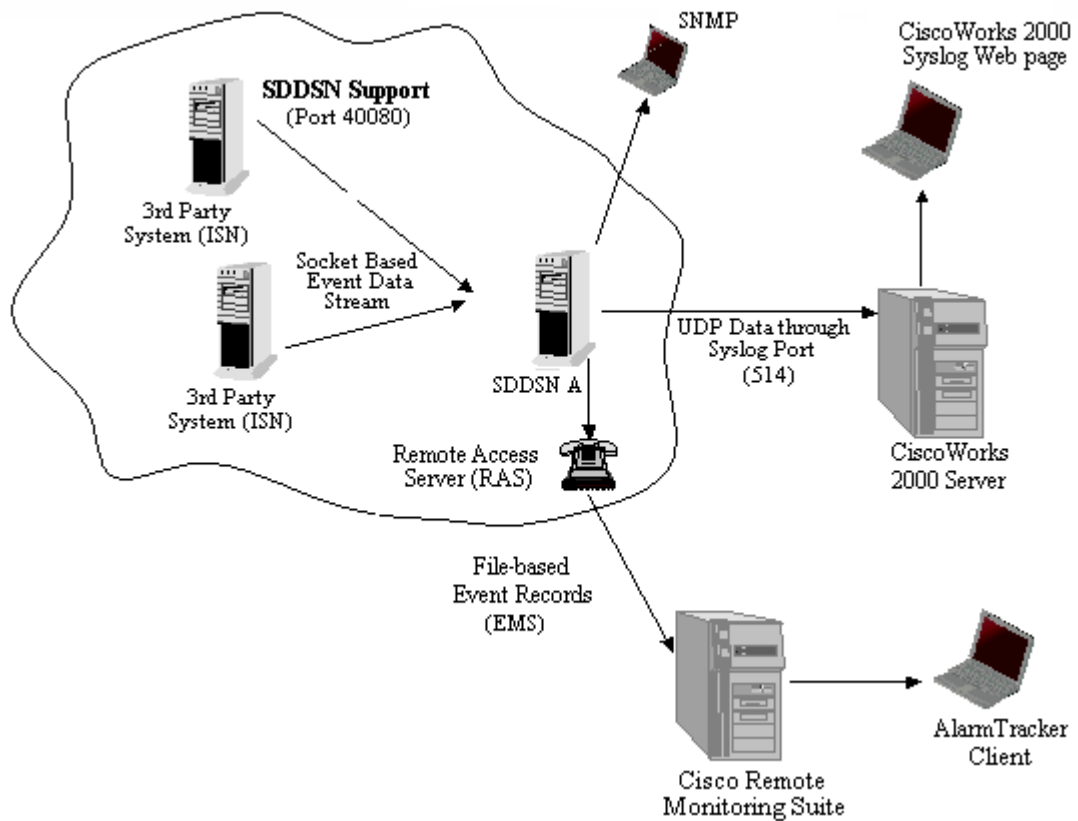 SNMP
CiscoWorks 2000
Syslog Web page
SDDSN Support
(Port 40080)
3rd Party
System (ISN)
Socket Based
Event Data
Stream
3rd Party
System (ISN)
SDDSN A
UDP Data through
Syslog Port
(514)
CiscoWorks
2000 Server
Remote Access
Server (RAS)
File-based
Event Records
(EMS)
AlarmTracker
Client
Cisco Remote
Monitoring Suite